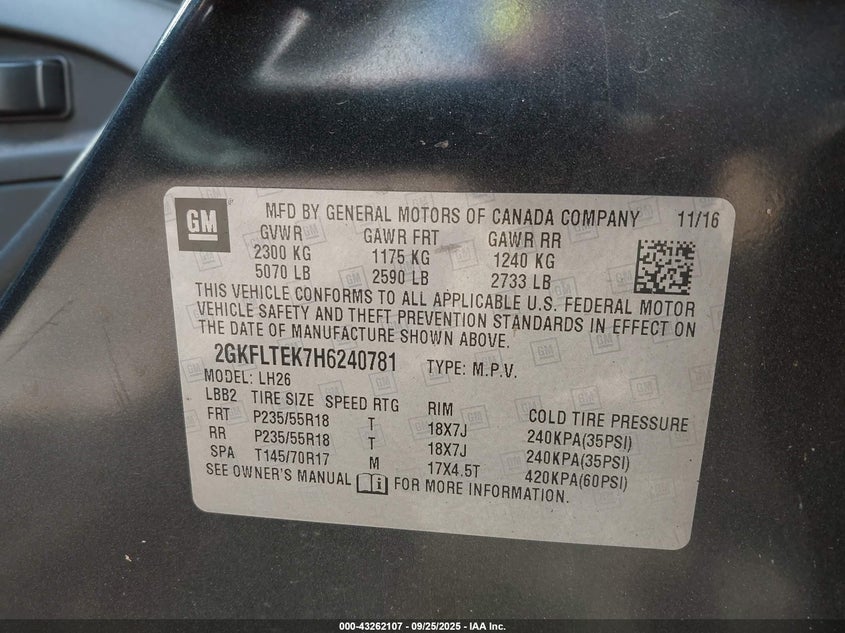 GM
MFD BY GENERAL MOTORS OF CANADA COMPANY 11/16
GVWR GAWR FRT GAWR RR
2300 KG 1175 KG 1240 KG
5070 LB 2590 LB 2733 LB
THIS VEHICLE CONFORMS TO ALL APPLICABLE U.S. FEDERAL MOTOR
VEHICLE SAFETY AND THEFT PREVENTION STANDARDS IN EFFECT ON
THE DATE OF MANUFACTURE SHOWN ABOVE.
2GKFLTEK7H6240781 TYPE: M.P.V.
MODEL: LH26
LBB2 TIRE SIZE SPEED RTG RIM COLD TIRE PRESSURE
FRT P235/55R18 T 18X7J 240KPA(35PSI)
RR P235/55R18 T 18X7J 240KPA(35PSI)
SPA T145/70R17 M 17X4.5T 420KPA(60PSI)
SEE OWNER'S MANUAL FOR MORE INFORMATION.
000-43262107 - 09/25/2025 - IAA Inc.